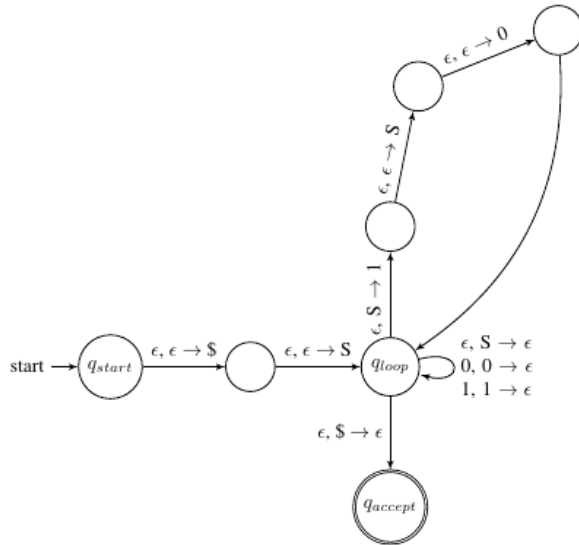 ϵ, ϵ → 0
ϵ, ϵ → S
ϵ, S → 1
start
q_start
ϵ, ϵ → $
ϵ, ϵ → S
q_loop
ϵ, S → ϵ
0, 0 → ϵ
1, 1 → ϵ
ϵ, $ → ϵ
q_accept